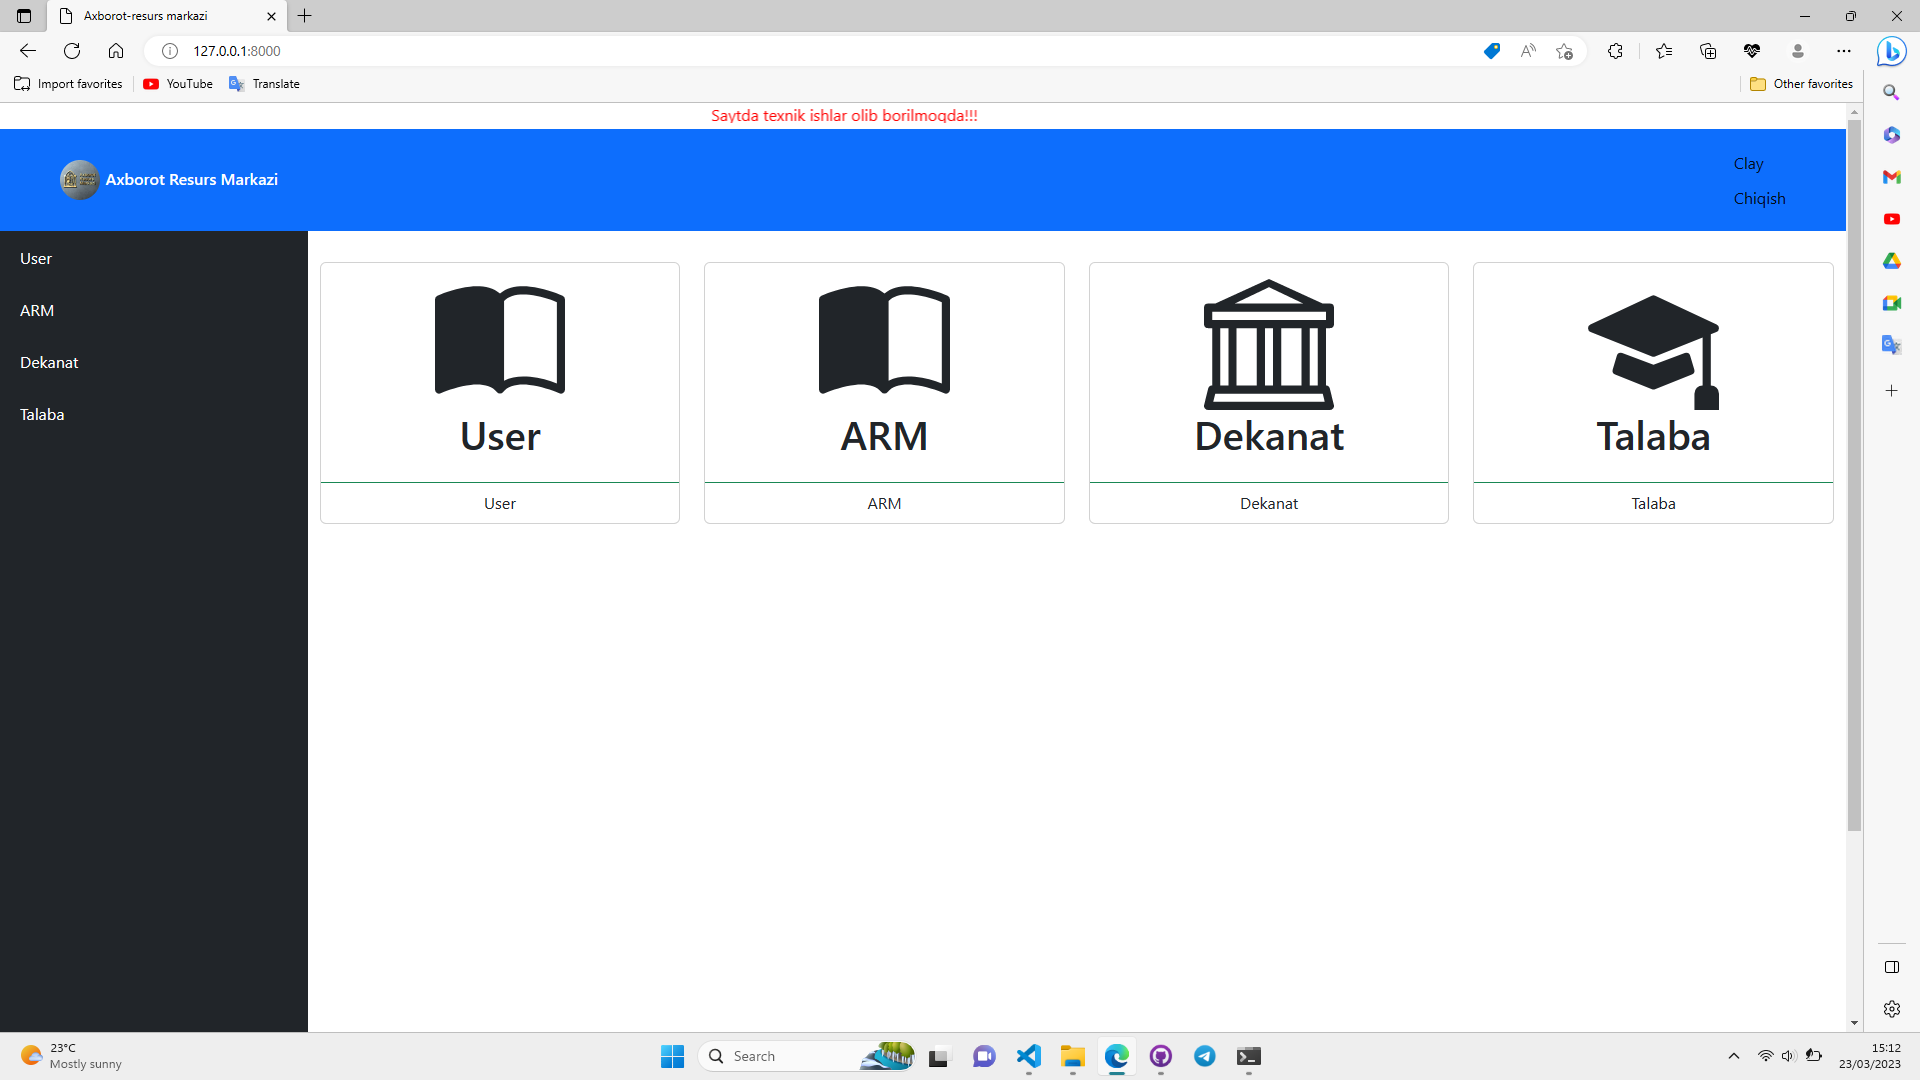 Axborot-resurs markazi
127.0.0.1:8000
Import favorites
YouTube
Translate
Other favorites
Saytda texnik ishlar olib borilmoqda!!!
Axborot Resurs Markazi
Clay
Chiqish
User
ARM
Dekanat
Talaba
User
User
ARM
ARM
Dekanat
Dekanat
Talaba
Talaba
23°C
Mostly sunny
Search
15:12
23/03/2023